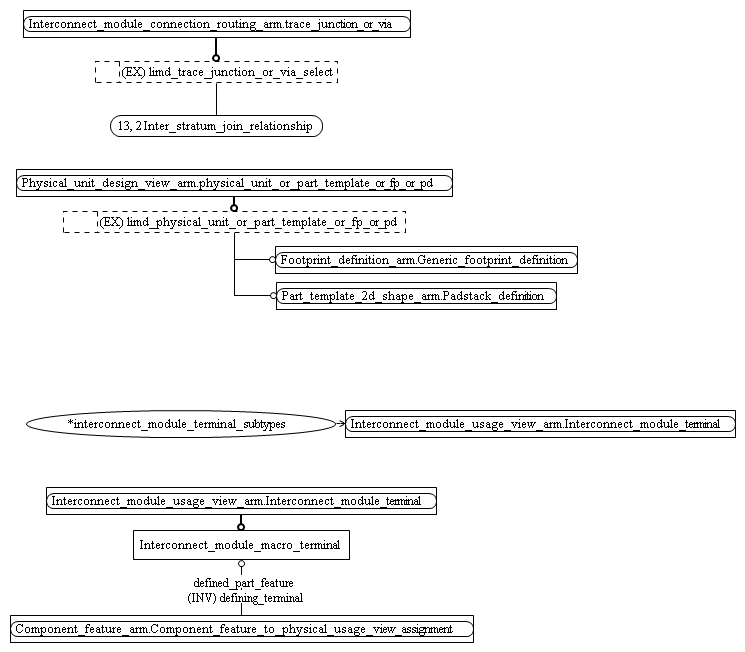 Interconnect_module_connection_routing_arm.trace_junction_or_via
(EX) limd_trace_junction_or_via_select
13, 2 Inter_stratum_join_relationship
Physical_unit_design_view_arm.physical_unit_or_part_template_or_fp_or_pd
(EX) limd_physical_unit_or_part_template_or_fp_or_pd
Footprint_definition_arm.Generic_footprint_definition
Part_template_2d_shape_arm.Padstack_definition
*interconnect_module_terminal_subtypes
Interconnect_module_usage_view_arm.Interconnect_module_terminal
Interconnect_module_usage_view_arm.Interconnect_module_terminal
Interconnect_module_macro_terminal
defined_part_feature
(INV) defining_terminal
Component_feature_arm.Component_feature_to_physical_usage_view_assignment